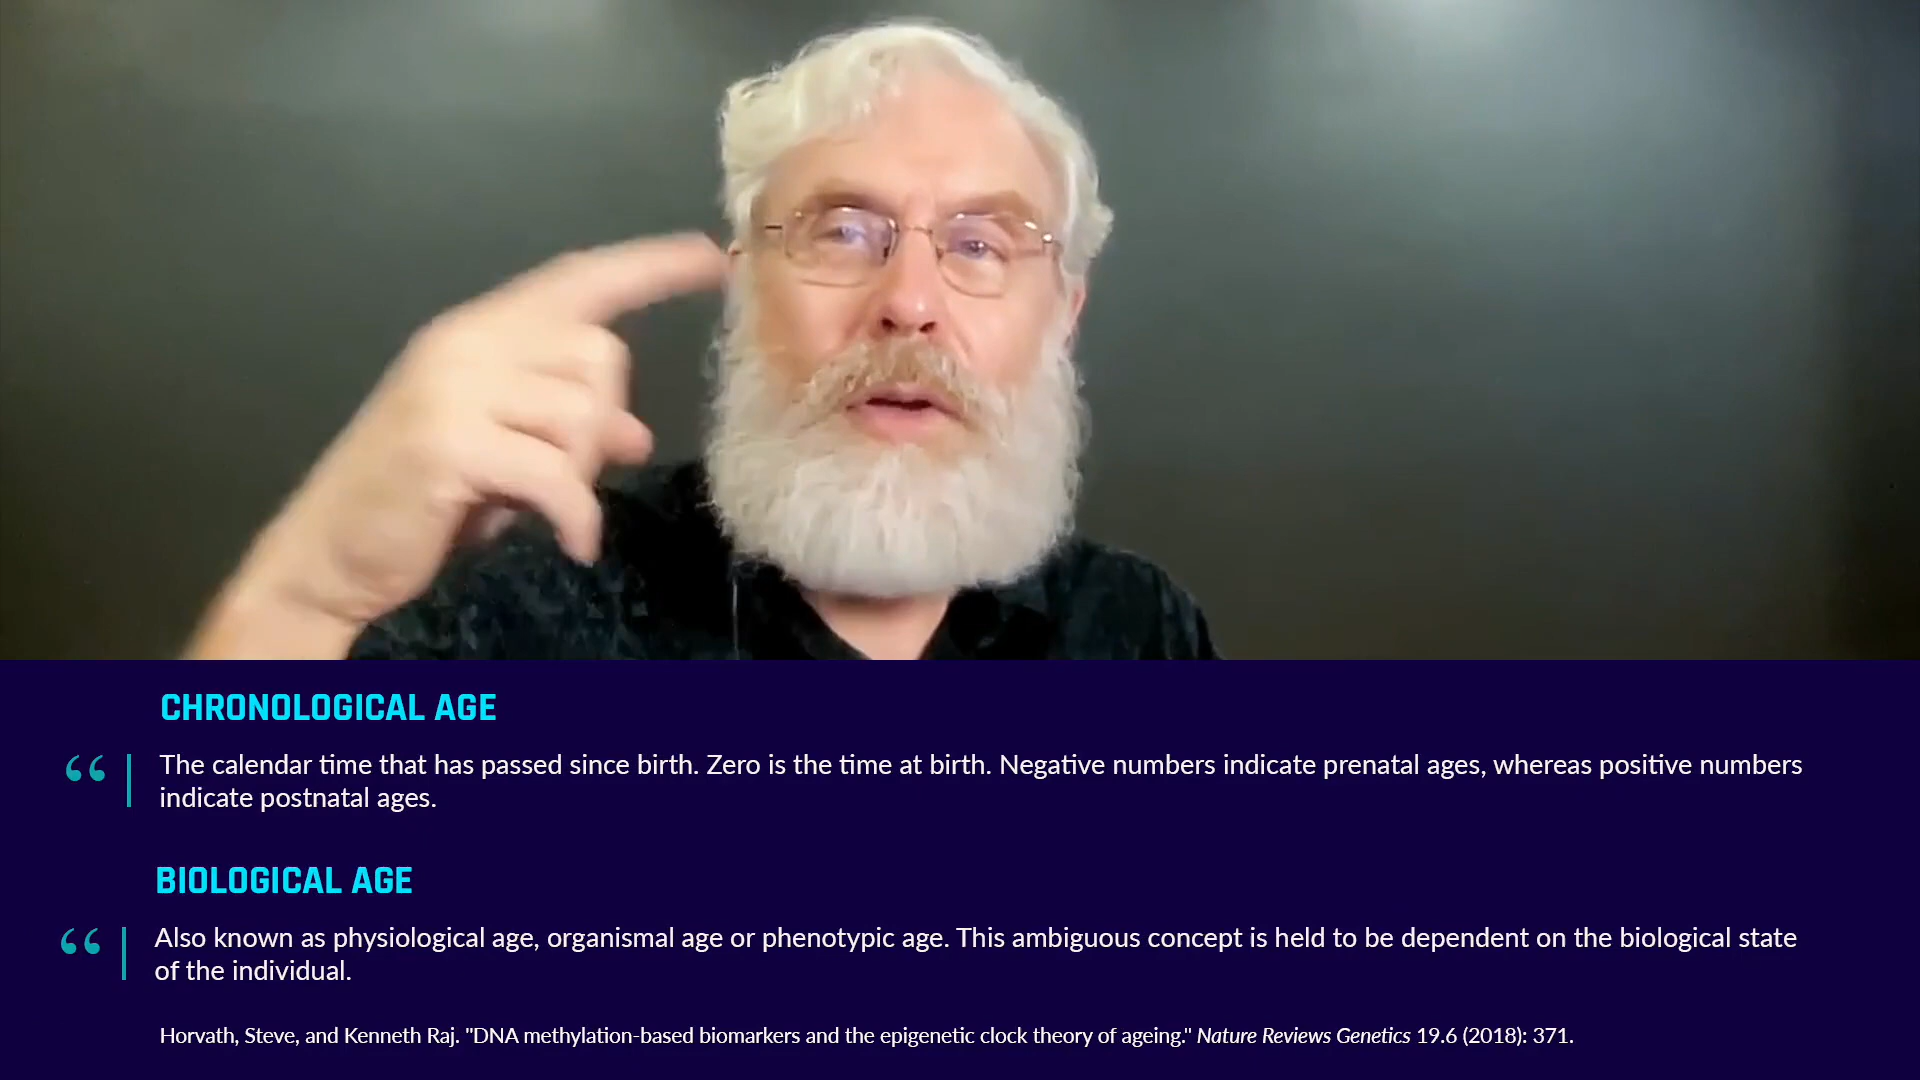 CHRONOLOGICAL AGE
The calendar time that has passed since birth. Zero is the time at birth. Negative numbers indicate prenatal ages, whereas positive numbers
indicate postnatal ages.
BIOLOGICAL AGE
Also known as physiological age, organismal age or phenotypic age. This ambiguous concept is held to be dependent on the biological state
of the individual.
Horvath, Steve, and Kenneth Raj. "DNA methylation-based biomarkers and the epigenetic clock theory of ageing." Nature Reviews Genetics 19.6 (2018): 371.